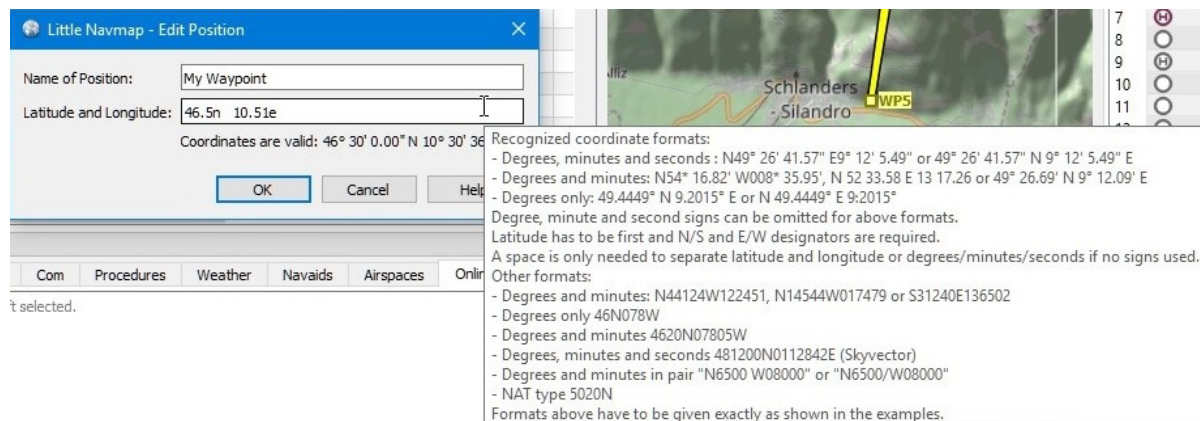 Little Navmap - Edit Position
Name of Position: My Waypoint
Latitude and Longitude: 46.5n 10.51e
Coordinates are valid: 46° 30' 0.00" N 10° 30' 36
OK Cancel Help
Schlanders
- Silandro
WP5
7
8
9
10
11
Com Procedures Weather Navaids Airspaces Onlin
t selected.
Recognized coordinate formats:
- Degrees, minutes and seconds : N49° 26' 41.57" E9° 12' 5.49" or 49° 26' 41.57" N 9° 12' 5.49" E
- Degrees and minutes: N54* 16.82' W008* 35.95', N 52 33.58 E 13 17.26 or 49° 26.69' N 9° 12.09' E
- Degrees only: 49.4449° N 9.2015° E or N 49.4449° E 9:2015°
Degree, minute and second signs can be omitted for above formats.
Latitude has to be first and N/S and E/W designators are required.
A space is only needed to separate latitude and longitude or degrees/minutes/seconds if no signs used.
Other formats:
- Degrees and minutes: N44124W122451, N14544W017479 or S31240E136502
- Degrees only 46N078W
- Degrees and minutes 4620N07805W
- Degrees, minutes and seconds 481200N0112842E (Skyvector)
- Degrees and minutes in pair "N6500 W08000" or "N6500/W08000"
- NAT type 5020N
Formats above have to be given exactly as shown in the examples.